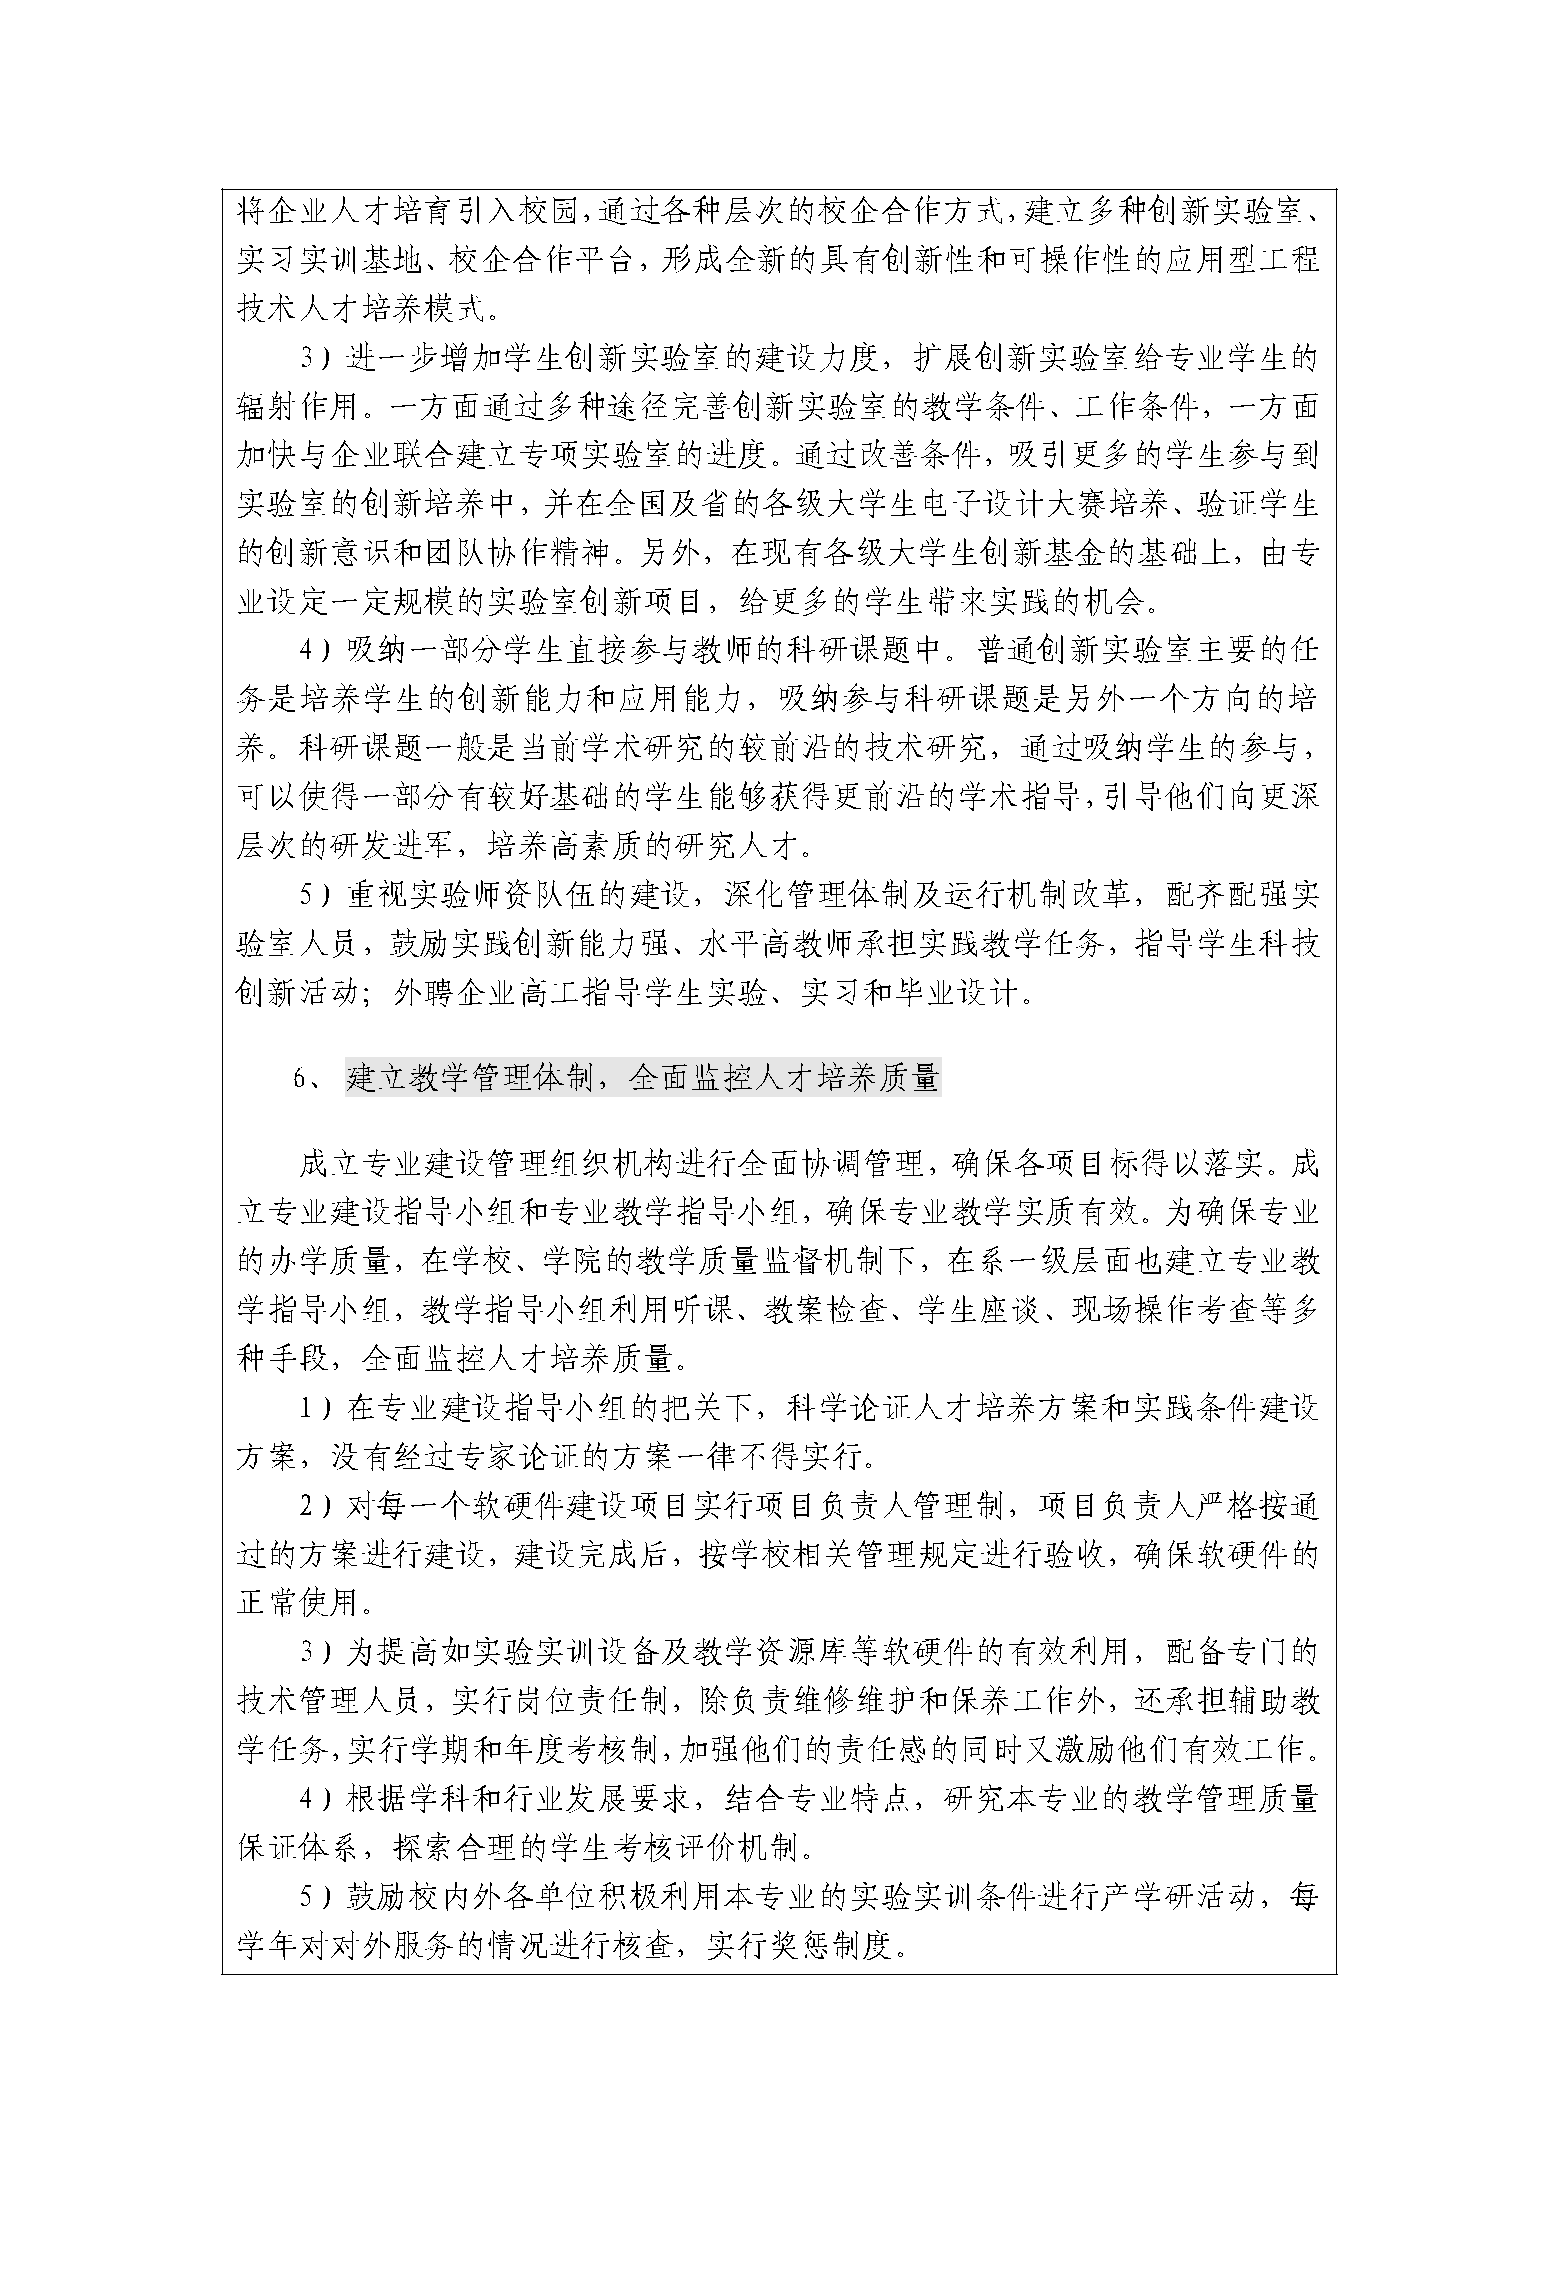 将企业人才培育引入校园，通过各种层次的校企合作方式，建立多种创新实验室、
实习实训基地、校企合作平台，形成全新的具有创新性和可操作性的应用型工程
技术人才培养模式。
3）进一步增加学生创新实验室的建设力度，扩展创新实验室给专业学生的
辐射作用。一方面通过多种途径完善创新实验室的教学条件、工作条件，一方面
加快与企业联合建立专项实验室的进度。通过改善条件，吸引更多的学生参与到
实验室的创新培养中，并在全国及省的各级大学生电子设计大赛培养、验证学生
的创新意识和团队协作精神。另外，在现有各级大学生创新基金的基础上，由专
业设定一定规模的实验室创新项目，给更多的学生带来实践的机会。
4）吸纳一部分学生直接参与教师的科研课题中。普通创新实验室主要的任
务是培养学生的创新能力和应用能力，吸纳参与科研课题是另外一个方向的培
养。科研课题一般是当前学术研究的较前沿的技术研究，通过吸纳学生的参与，
可以使得一部分有较好基础的学生能够获得更前沿的学术指导，引导他们向更深
层次的研发进军，培养高素质的研究人才。
5）重视实验师资队伍的建设，深化管理体制及运行机制改革，配齐配强实
验室人员，鼓励实践创新能力强、水平高教师承担实践教学任务，指导学生科技
创新活动；外聘企业高工指导学生实验、实习和毕业设计。
6、 建立教学管理体制，全面监控人才培养质量
成立专业建设管理组织机构进行全面协调管理，确保各项目标得以落实。成
立专业建设指导小组和专业教学指导小组，确保专业教学实质有效。为确保专业
的办学质量，在学校、学院的教学质量监督机制下，在系一级层面也建立专业教
学指导小组，教学指导小组利用听课、教案检查、学生座谈、现场操作考查等多
种手段，全面监控人才培养质量。
1）在专业建设指导小组的把关下，科学论证人才培养方案和实践条件建设
方案，没有经过专家论证的方案一律不得实行。
2）对每一个软硬件建设项目实行项目负责人管理制，项目负责人严格按通
过的方案进行建设，建设完成后，按学校相关管理规定进行验收，确保软硬件的
正常使用。
3）为提高如实验实训设备及教学资源库等软硬件的有效利用，配备专门的
技术管理人员，实行岗位责任制，除负责维修维护和保养工作外，还承担辅助教
学任务，实行学期和年度考核制，加强他们的责任感的同时又激励他们有效工作。
4）根据学科和行业发展要求，结合专业特点，研究本专业的教学管理质量
保证体系，探索合理的学生考核评价机制。
5）鼓励校内外各单位积极利用本专业的实验实训条件进行产学研活动，每
学年对对外服务的情况进行核查，实行奖惩制度。